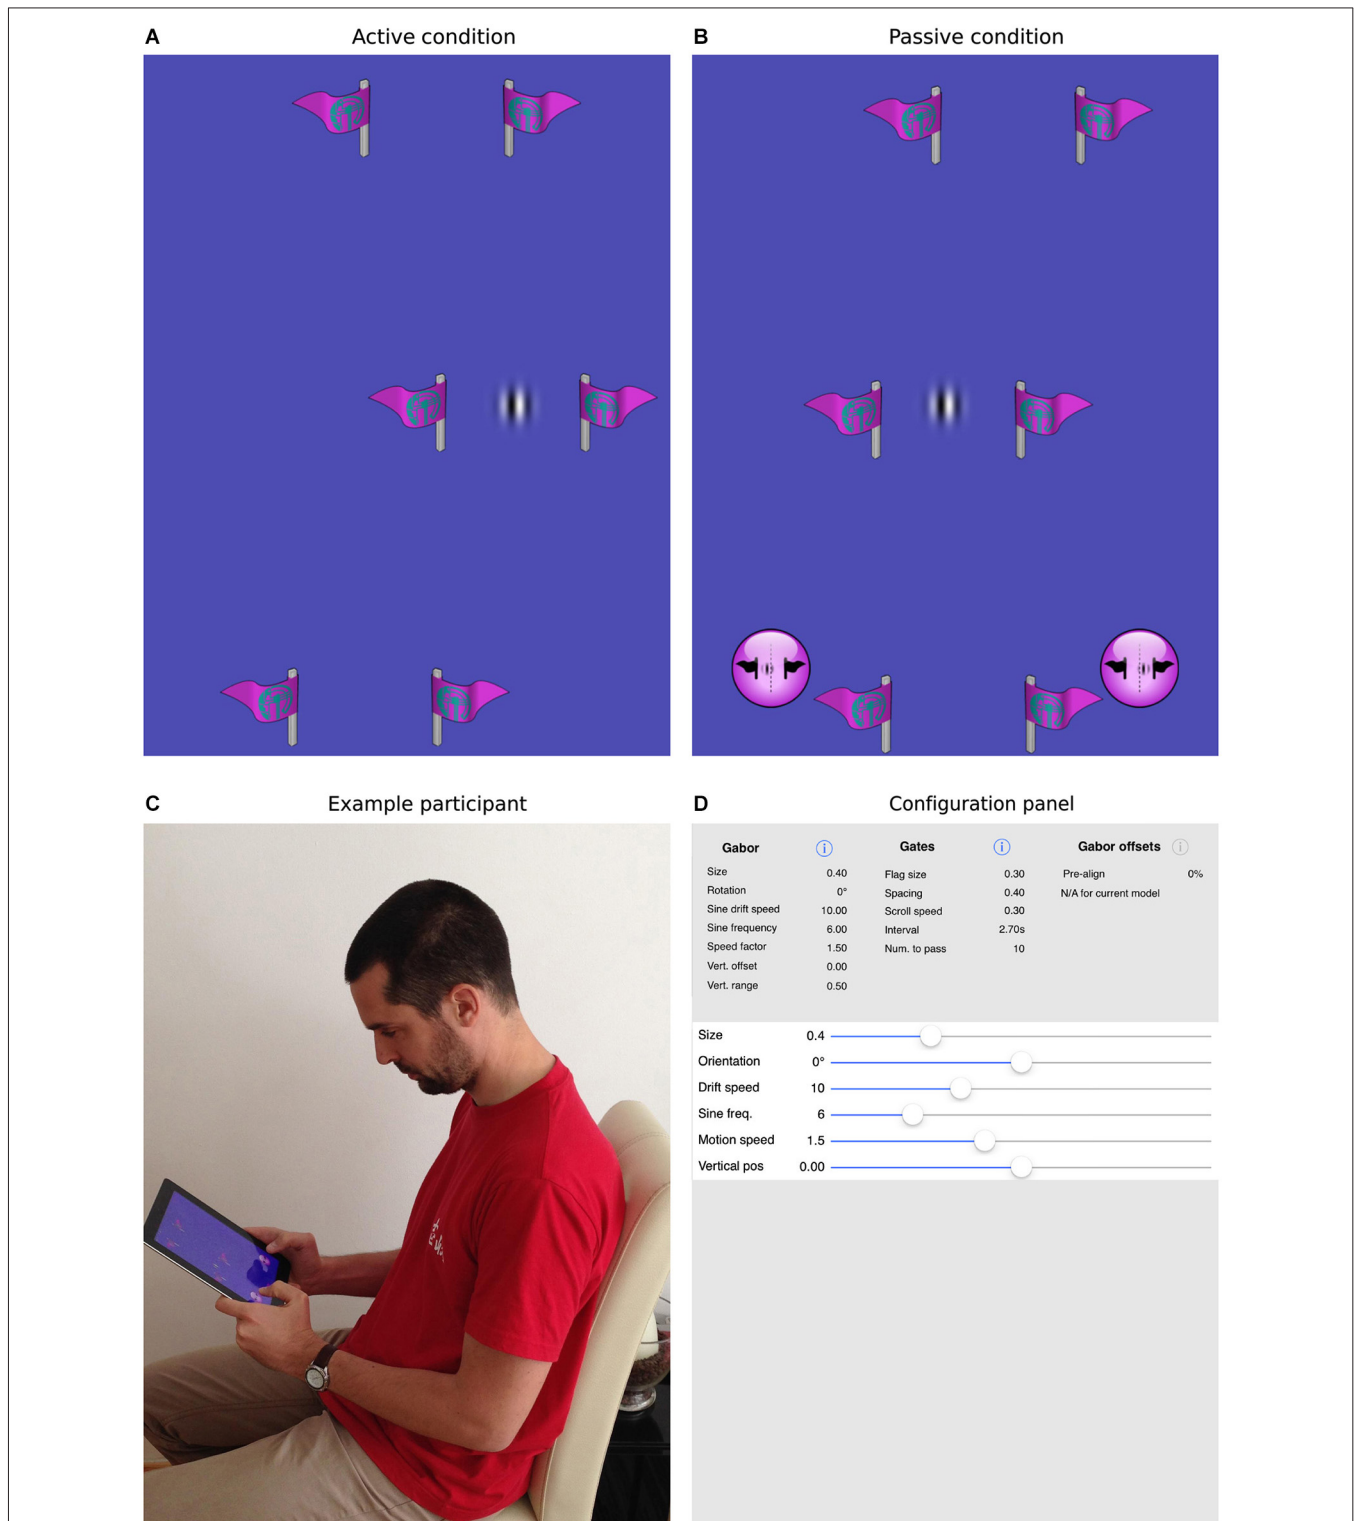 A Active condition
B Passive condition
C Example participant
D Configuration panel
Gabor
Size 0.40
Rotation 0°
Sine drift speed 10.00
Sine frequency 6.00
Speed factor 1.50
Vert. offset 0.00
Vert. range 0.50
Gates
Flag size 0.30
Spacing 0.40
Scroll speed 0.30
Interval 2.70s
Num. to pass 10
Gabor offsets
Pre-align 0%
N/A for current model
Size 0.4
Orientation 0°
Drift speed 10
Sine freq. 6
Motion speed 1.5
Vertical pos 0.00